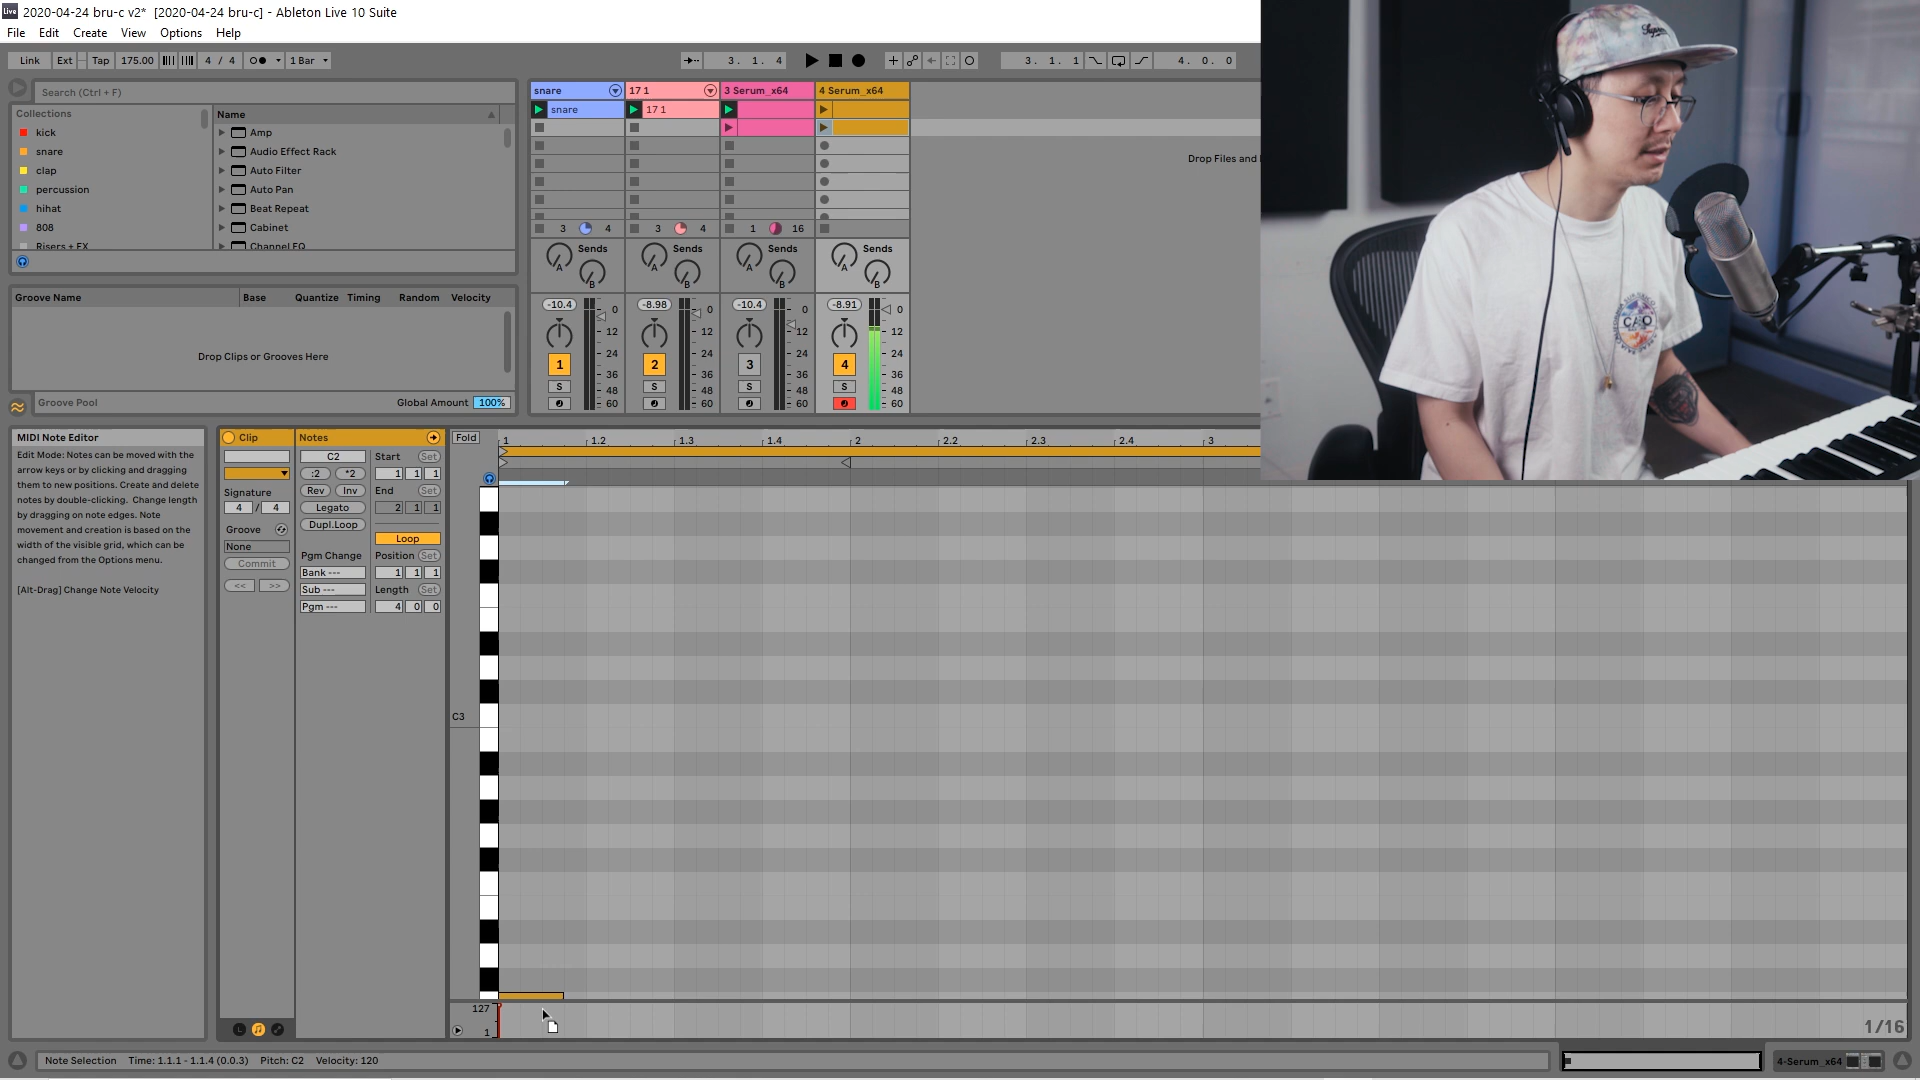 2020-04-24 bru-c v2* [2020-04-24 bru-c] - Ableton Live 10 Suite
File Edit Create View Options Help
Link Ext Tap 175.00 4 / 4 1 Bar 3. 1. 4 3. 1. 1 4. 0. 0
Search (Ctrl + F)
Collections
kick
snare
clap
percussion
hihat
808
Risers + FX
Name
Amp
Audio Effect Rack
Auto Filter
Auto Pan
Beat Repeat
Cabinet
Channel EQ
Groove Name Base Quantize Timing Random Velocity
Drop Clips or Grooves Here
Groove Pool Global Amount 100%
snare 17 1 3 Serum_x64 4 Serum_x64
snare 17 1
Drop Files and
3 4 3 4 1 16
Sends Sends Sends Sends
A A A A
B B B B
-10.4 0 -8.98 0 -10.4 0 -8.91 0
12 12 12 12
24 24 24 24
1 2 3 4
36 36 36 36
S S S S
48 48 48 48
60 60 60 60
MIDI Note Editor
Edit Mode: Notes can be moved with the
arrow keys or by clicking and dragging
them to new positions. Create and delete
notes by double-clicking. Change length
by dragging on note edges. Note
movement and creation is based on the
width of the visible grid, which can be
changed from the Options menu.
[Alt-Drag] Change Note Velocity
Clip
Signature
4 / 4
Groove
None
Commit
<< >>
Notes
C2
:2 *2
Rev Inv
Legato
Dupl.Loop
Pgm Change
Bank ---
Sub ---
Pgm ---
Start Set
1 1 1
End Set
2 1 1
Loop
Position Set
1 1 1
Length Set
4 0 0
Fold 1 1.2 1.3 1.4 2 2.2 2.3 2.4 3
C3
127
1
1/16
Note Selection Time: 1.1.1 - 1.1.4 (0.0.3) Pitch: C2 Velocity: 120
4-Serum_x64